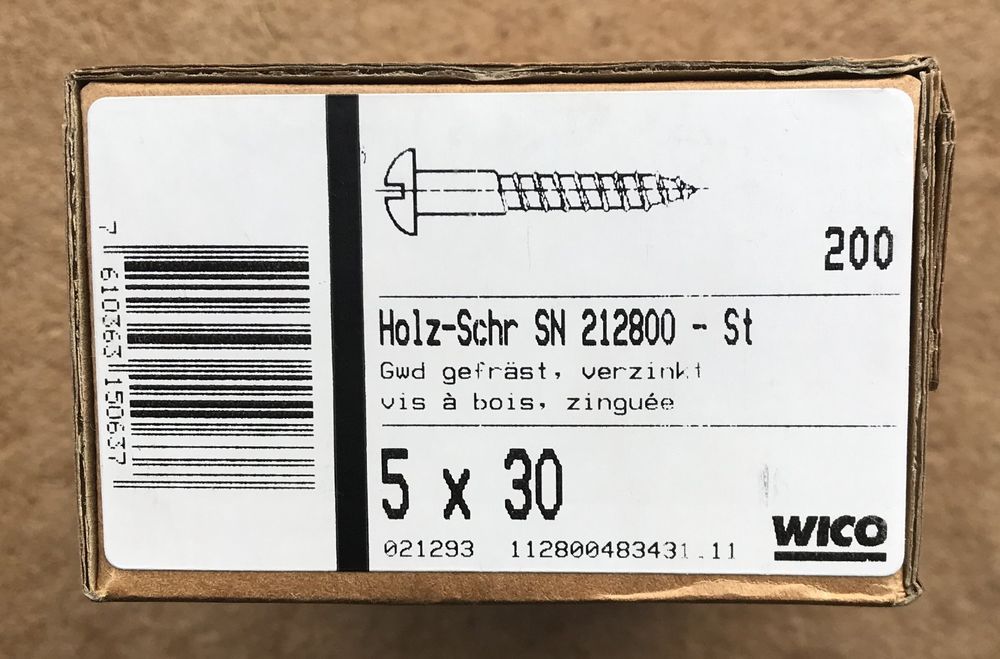 7 610363 150637
200
Holz-Schr SN 212800 - St
Gwd gefräst, verzinkt
vis à bois, zinguée
5 x 30
021293 112800483431.11
WICO